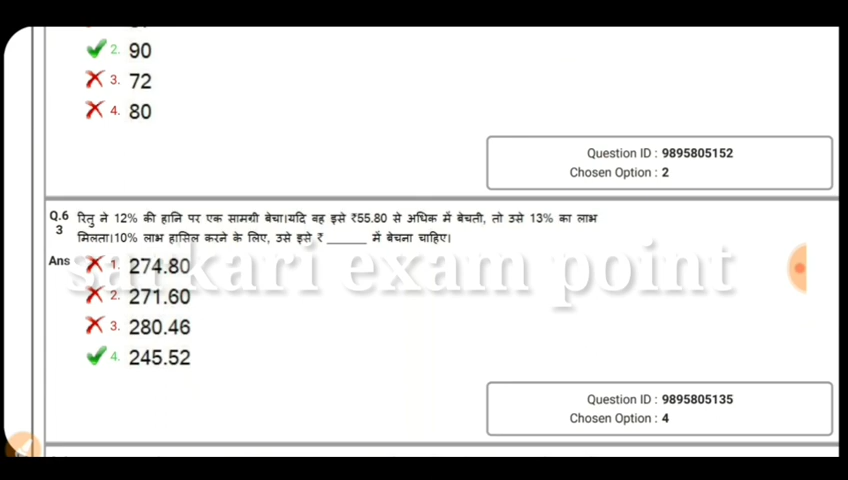 2. 90
3. 72
4. 80
Question ID : 9895805152
Chosen Option : 2
Q.6 रितु ने 12% की हानि पर एक सामग्री बेचा।यदि वह इसे ₹55.80 से अधिक में बेचती, तो उसे 13% का लाभ
3 मिलता।10% लाभ हासिल करने के लिए, उसे इसे ₹ ______ में बेचना चाहिए।
Ans 1. 274.80
sarkari exam point
2. 271.60
3. 280.46
4. 245.52
Question ID : 9895805135
Chosen Option : 4